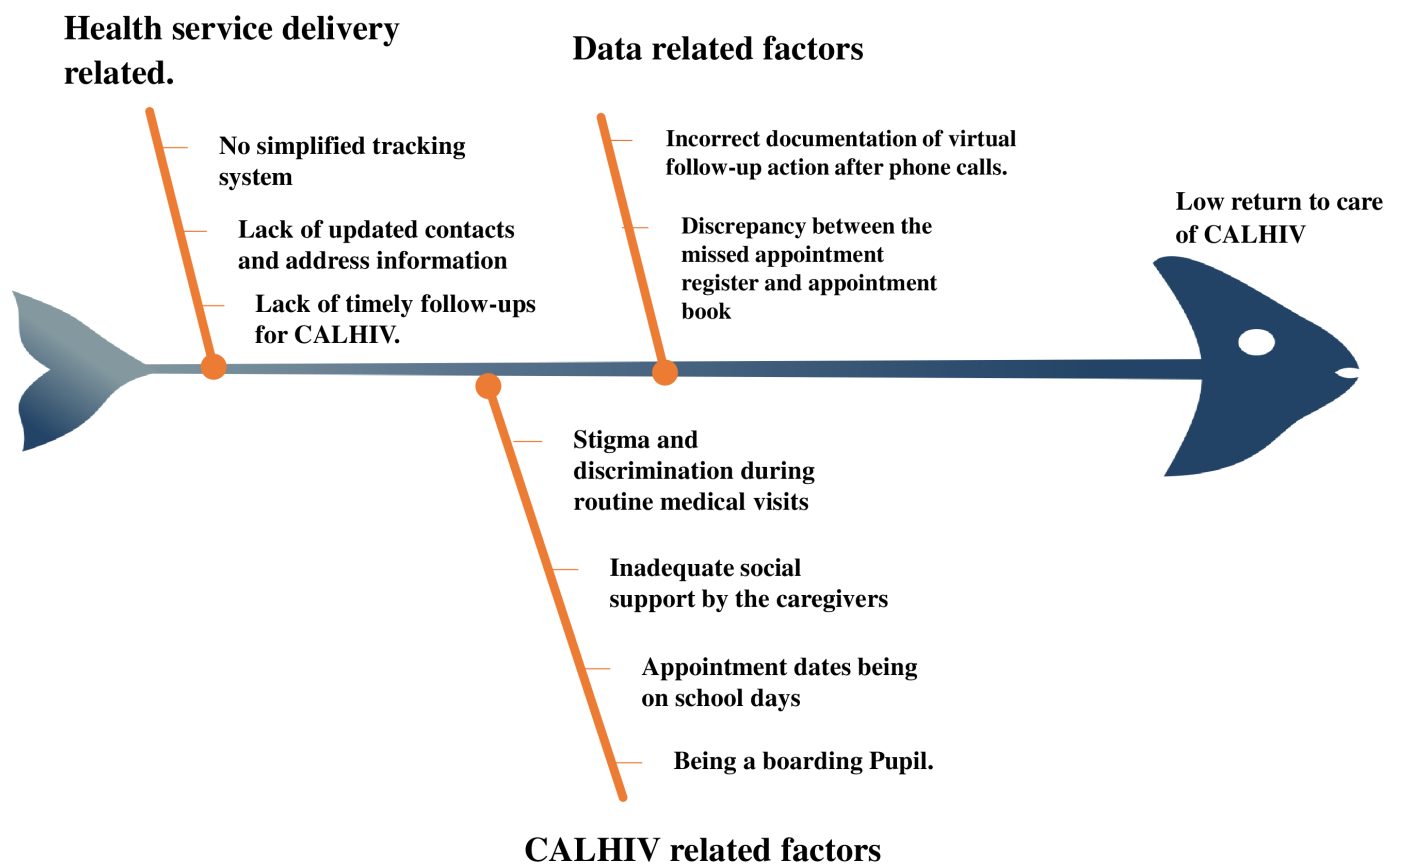 Health service delivery
related.
No simplified tracking
system
Lack of updated contacts
and address information
Lack of timely follow-ups
for CALHIV.
Data related factors
Incorrect documentation of virtual
follow-up action after phone calls.
Discrepancy between the
missed appointment
register and appointment
book
Low return to care
of CALHIV
Stigma and
discrimination during
routine medical visits
Inadequate social
support by the caregivers
Appointment dates being
on school days
Being a boarding Pupil.
CALHIV related factors